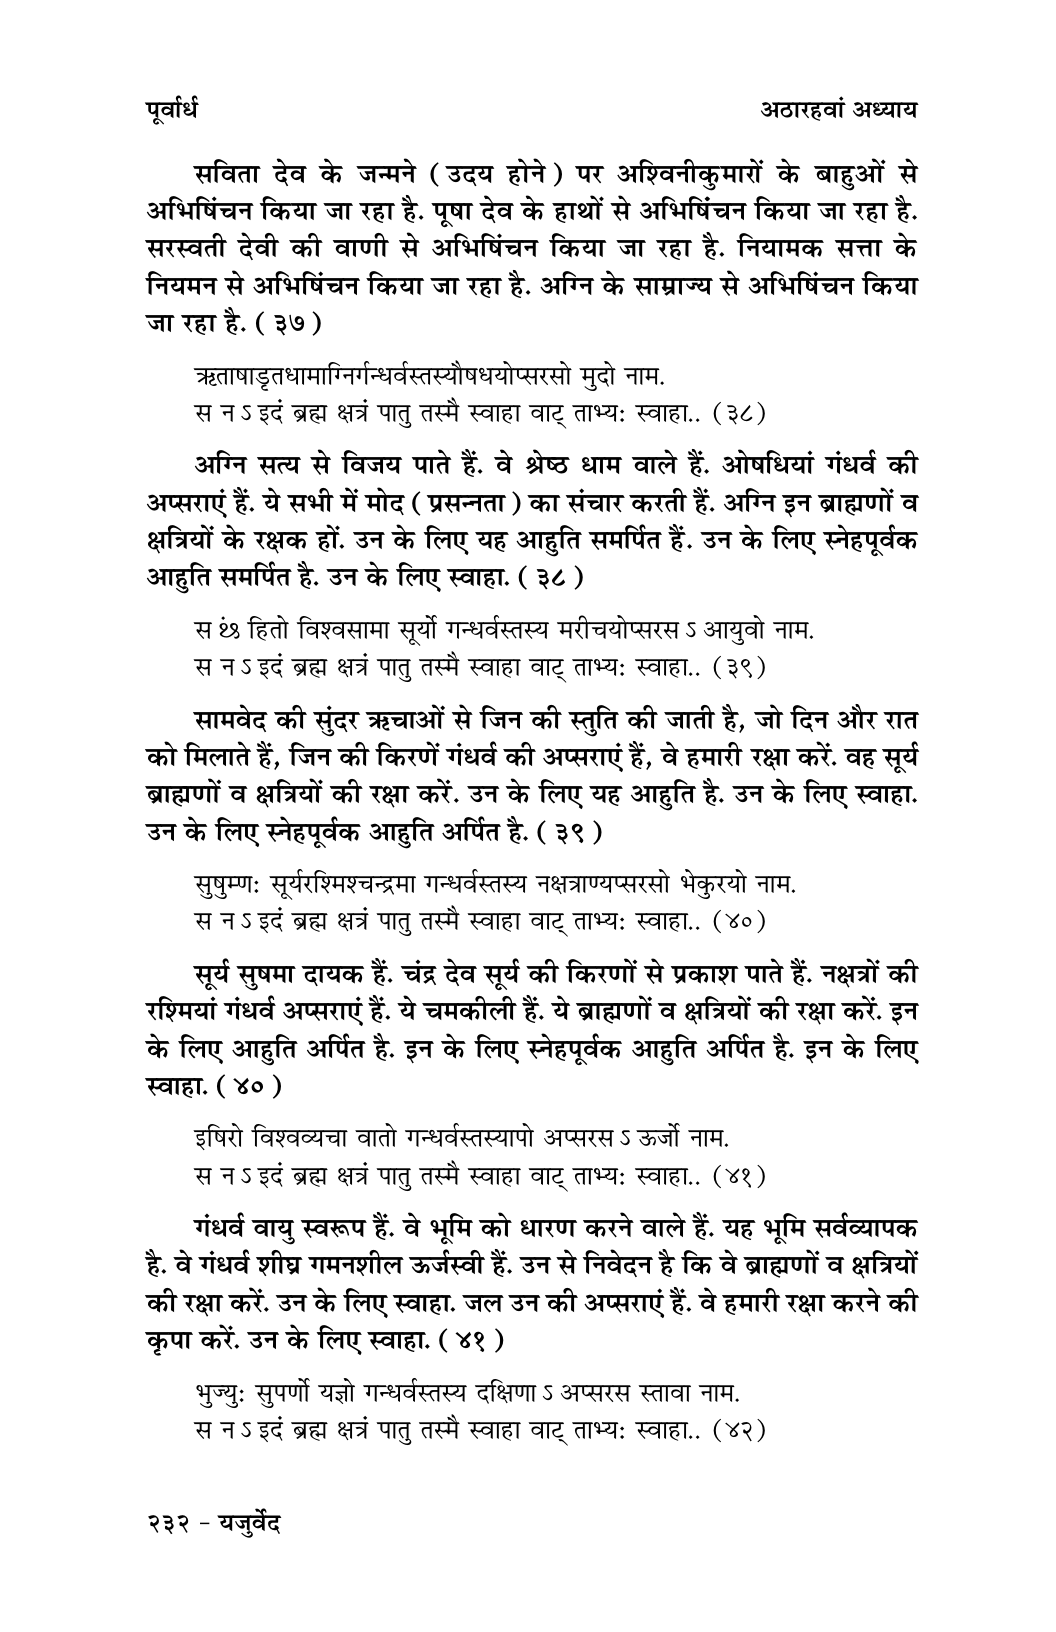 पूर्वार्ध अठारहवां अध्याय
सविता देव के जन्मने ( उदय होने ) पर अश्विनीकुमारों के बाहुओं से
अभिषिंचन किया जा रहा है. पूषा देव के हाथों से अभिषिंचन किया जा रहा है.
सरस्वती देवी की वाणी से अभिषिंचन किया जा रहा है. नियामक सत्ता के
नियमन से अभिषिंचन किया जा रहा है. अग्नि के साम्राज्य से अभिषिंचन किया
जा रहा है. ( ३७ )
ऋताषाडृतधामाग्निर्गन्धर्वस्तस्यौषधयोप्सरसो मुदो नाम.
स न ऽ इदं ब्रह्म क्षत्रं पातु तस्मै स्वाहा वाट् ताभ्यः स्वाहा.. (३८)
अग्नि सत्य से विजय पाते हैं. वे श्रेष्ठ धाम वाले हैं. ओषधियां गंधर्व की
अप्सराएं हैं. ये सभी में मोद ( प्रसन्नता ) का संचार करती हैं. अग्नि इन ब्राह्मणों व
क्षत्रियों के रक्षक हों. उन के लिए यह आहुति समर्पित हैं. उन के लिए स्नेहपूर्वक
आहुति समर्पित है. उन के लिए स्वाहा. ( ३८ )
स ꣳ हितो विश्वसामा सूर्यो गन्धर्वस्तस्य मरीचयोप्सरस ऽ आयुवो नाम.
स न ऽ इदं ब्रह्म क्षत्रं पातु तस्मै स्वाहा वाट् ताभ्यः स्वाहा.. (३९)
सामवेद की सुंदर ऋचाओं से जिन की स्तुति की जाती है, जो दिन और रात
को मिलाते हैं, जिन की किरणें गंधर्व की अप्सराएं हैं, वे हमारी रक्षा करें. वह सूर्य
ब्राह्मणों व क्षत्रियों की रक्षा करें. उन के लिए यह आहुति है. उन के लिए स्वाहा.
उन के लिए स्नेहपूर्वक आहुति अर्पित है. ( ३९ )
सुषुम्णः सूर्यरश्मिश्चन्द्रमा गन्धर्वस्तस्य नक्षत्राण्यप्सरसो भेकुरयो नाम.
स न ऽ इदं ब्रह्म क्षत्रं पातु तस्मै स्वाहा वाट् ताभ्यः स्वाहा.. (४०)
सूर्य सुषमा दायक हैं. चंद्र देव सूर्य की किरणों से प्रकाश पाते हैं. नक्षत्रों की
रश्मियां गंधर्व अप्सराएं हैं. ये चमकीली हैं. ये ब्राह्मणों व क्षत्रियों की रक्षा करें. इन
के लिए आहुति अर्पित है. इन के लिए स्नेहपूर्वक आहुति अर्पित है. इन के लिए
स्वाहा. ( ४० )
इषिरो विश्वव्यचा वातो गन्धर्वस्तस्यापो अप्सरस ऽ ऊर्जो नाम.
स न ऽ इदं ब्रह्म क्षत्रं पातु तस्मै स्वाहा वाट् ताभ्यः स्वाहा.. (४१)
गंधर्व वायु स्वरूप हैं. वे भूमि को धारण करने वाले हैं. यह भूमि सर्वव्यापक
है. वे गंधर्व शीघ्र गमनशील ऊर्जस्वी हैं. उन से निवेदन है कि वे ब्राह्मणों व क्षत्रियों
की रक्षा करें. उन के लिए स्वाहा. जल उन की अप्सराएं हैं. वे हमारी रक्षा करने की
कृपा करें. उन के लिए स्वाहा. ( ४१ )
भुज्युः सुपर्णो यज्ञो गन्धर्वस्तस्य दक्षिणा ऽ अप्सरस स्तावा नाम.
स न ऽ इदं ब्रह्म क्षत्रं पातु तस्मै स्वाहा वाट् ताभ्यः स्वाहा.. (४२)
२३२ - यजुर्वेद